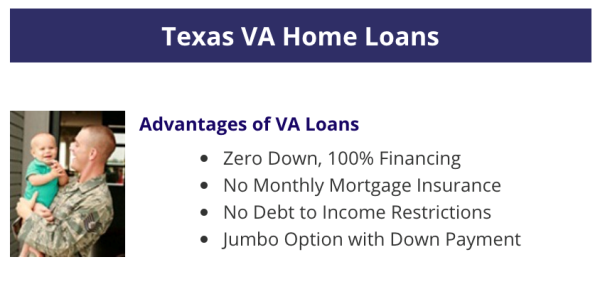 Texas VA Home Loans
Advantages of VA Loans
• Zero Down, 100% Financing
• No Monthly Mortgage Insurance
• No Debt to Income Restrictions
• Jumbo Option with Down Payment